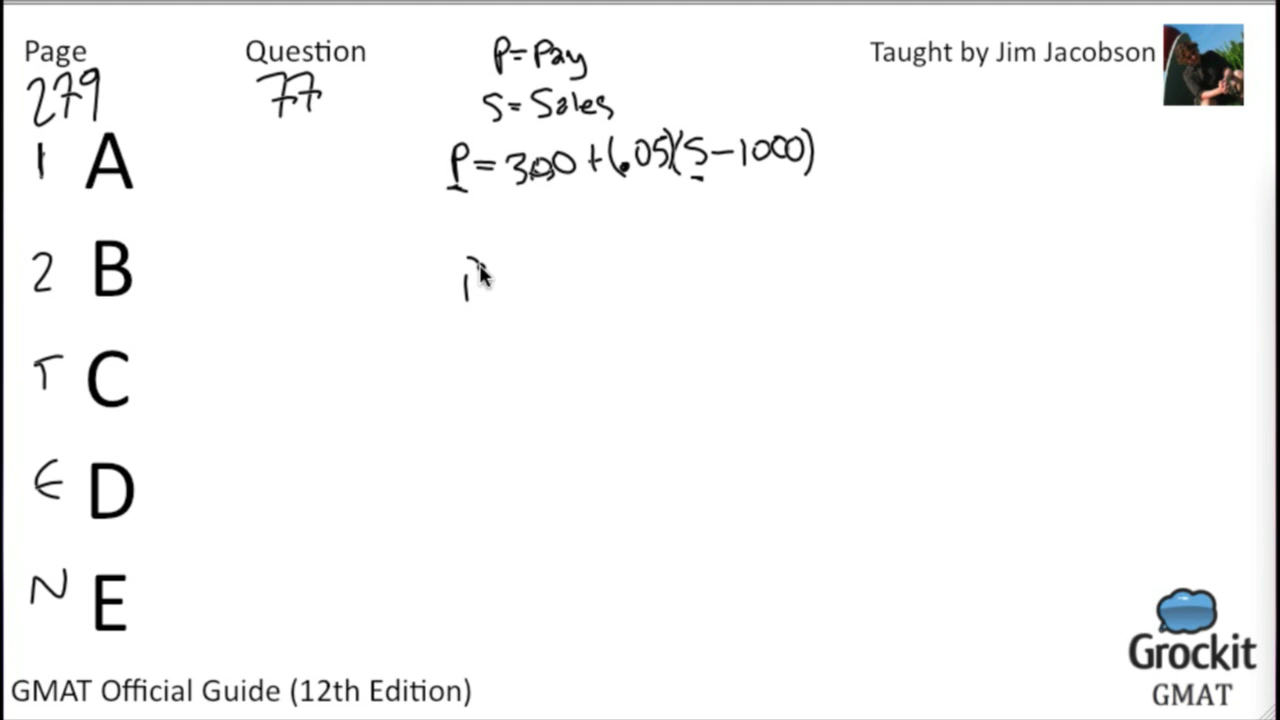 Page Question P=Pay Taught by Jim Jacobson
279 77 S=Sales
1 A P=300+(.05)(S-1000)
2 B
T C
E D
N E
Grockit
GMAT
GMAT Official Guide (12th Edition)